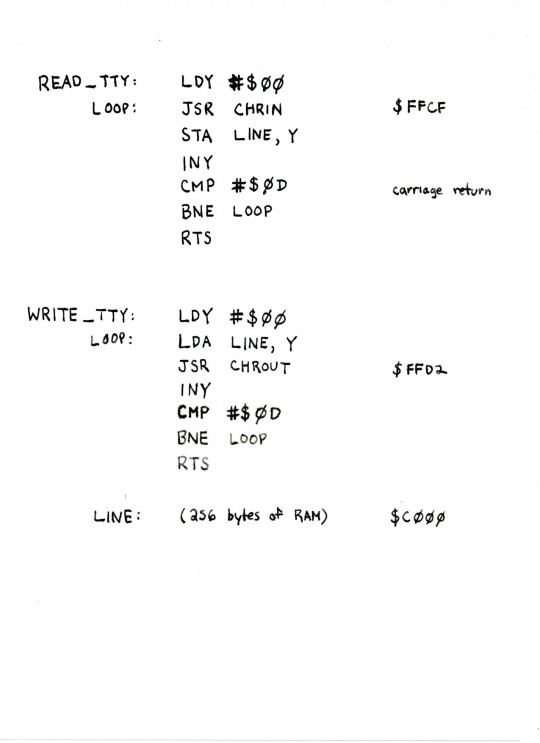 READ_TTY: LDY #$ØØ
LOOP: JSR CHRIN $FFCF
STA LINE, Y
INY
CMP #$ØD carriage return
BNE LOOP
RTS
WRITE_TTY: LDY #$ØØ
LOOP: LDA LINE, Y
JSR CHROUT $FFD2
INY
CMP #$ØD
BNE LOOP
RTS
LINE: (256 bytes of RAM) $CØØØ